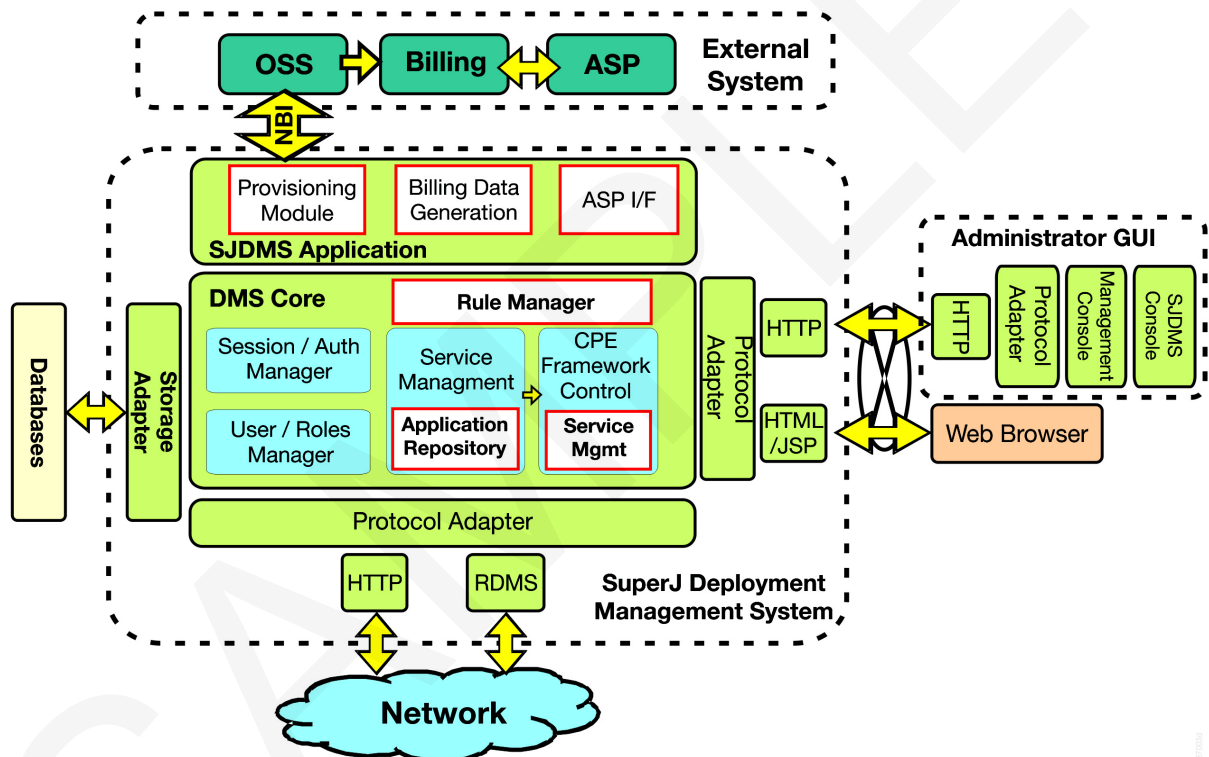 OSS
Billing
ASP
External
System
NBI
Provisioning
Module
Billing Data
Generation
ASP I/F
SJDMS Application
DMS Core
Rule Manager
Session / Auth
Manager
User / Roles
Manager
Service
Managment
Application
Repository
CPE
Framework
Control
Service
Mgmt
Databases
Storage
Adapter
Protocol
Adapter
HTTP
HTML
/JSP
Administrator GUI
HTTP
Protocol
Adapter
Management
Console
SJDMS
Console
Web Browser
Protocol Adapter
HTTP
RDMS
SuperJ Deployment
Management System
Network
SAMPLE